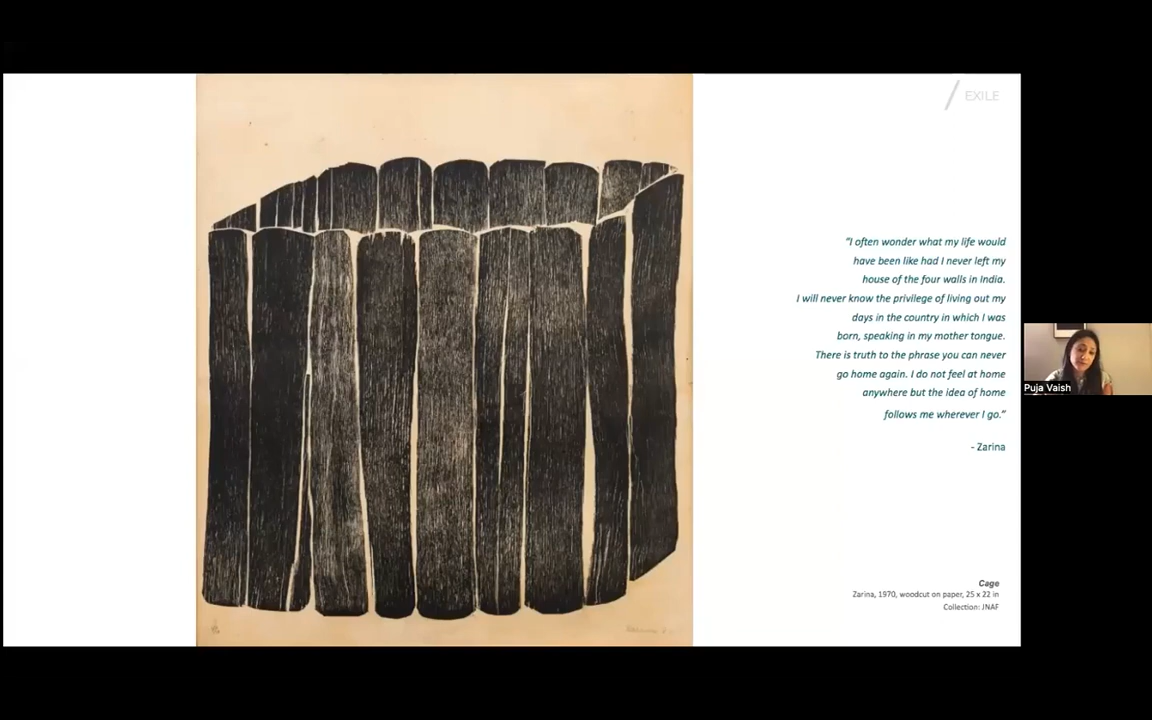 / EXILE
“I often wonder what my life would
have been like had I never left my
house of the four walls in India.
I will never know the privilege of living out my
days in the country in which I was
born, speaking in my mother tongue.
There is truth to the phrase you can never
go home again. I do not feel at home
anywhere but the idea of home
follows me wherever I go.”
- Zarina
Puja Vaish
Cage
Zarina, 1970, woodcut on paper, 25 x 22 in
Collection: JNAF